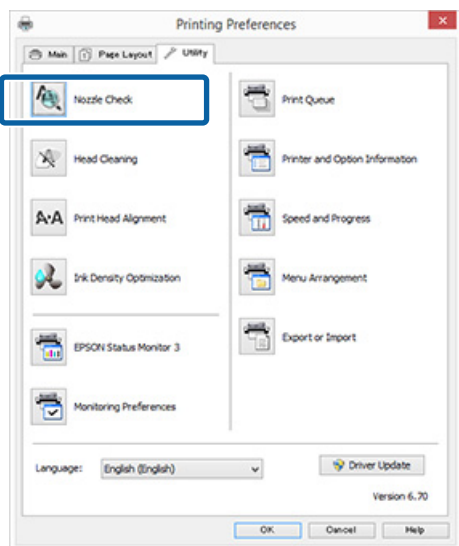 Printing Preferences
Main
Page Layout
Utility
Nozzle Check
Head Cleaning
Print Head Alignment
Ink Density Optimization
EPSON Status Monitor 3
Monitoring Preferences
Print Queue
Printer and Option Information
Speed and Progress
Menu Arrangement
Export or Import
Language: English (English)
Driver Update
Version 6.70
OK Cancel Help